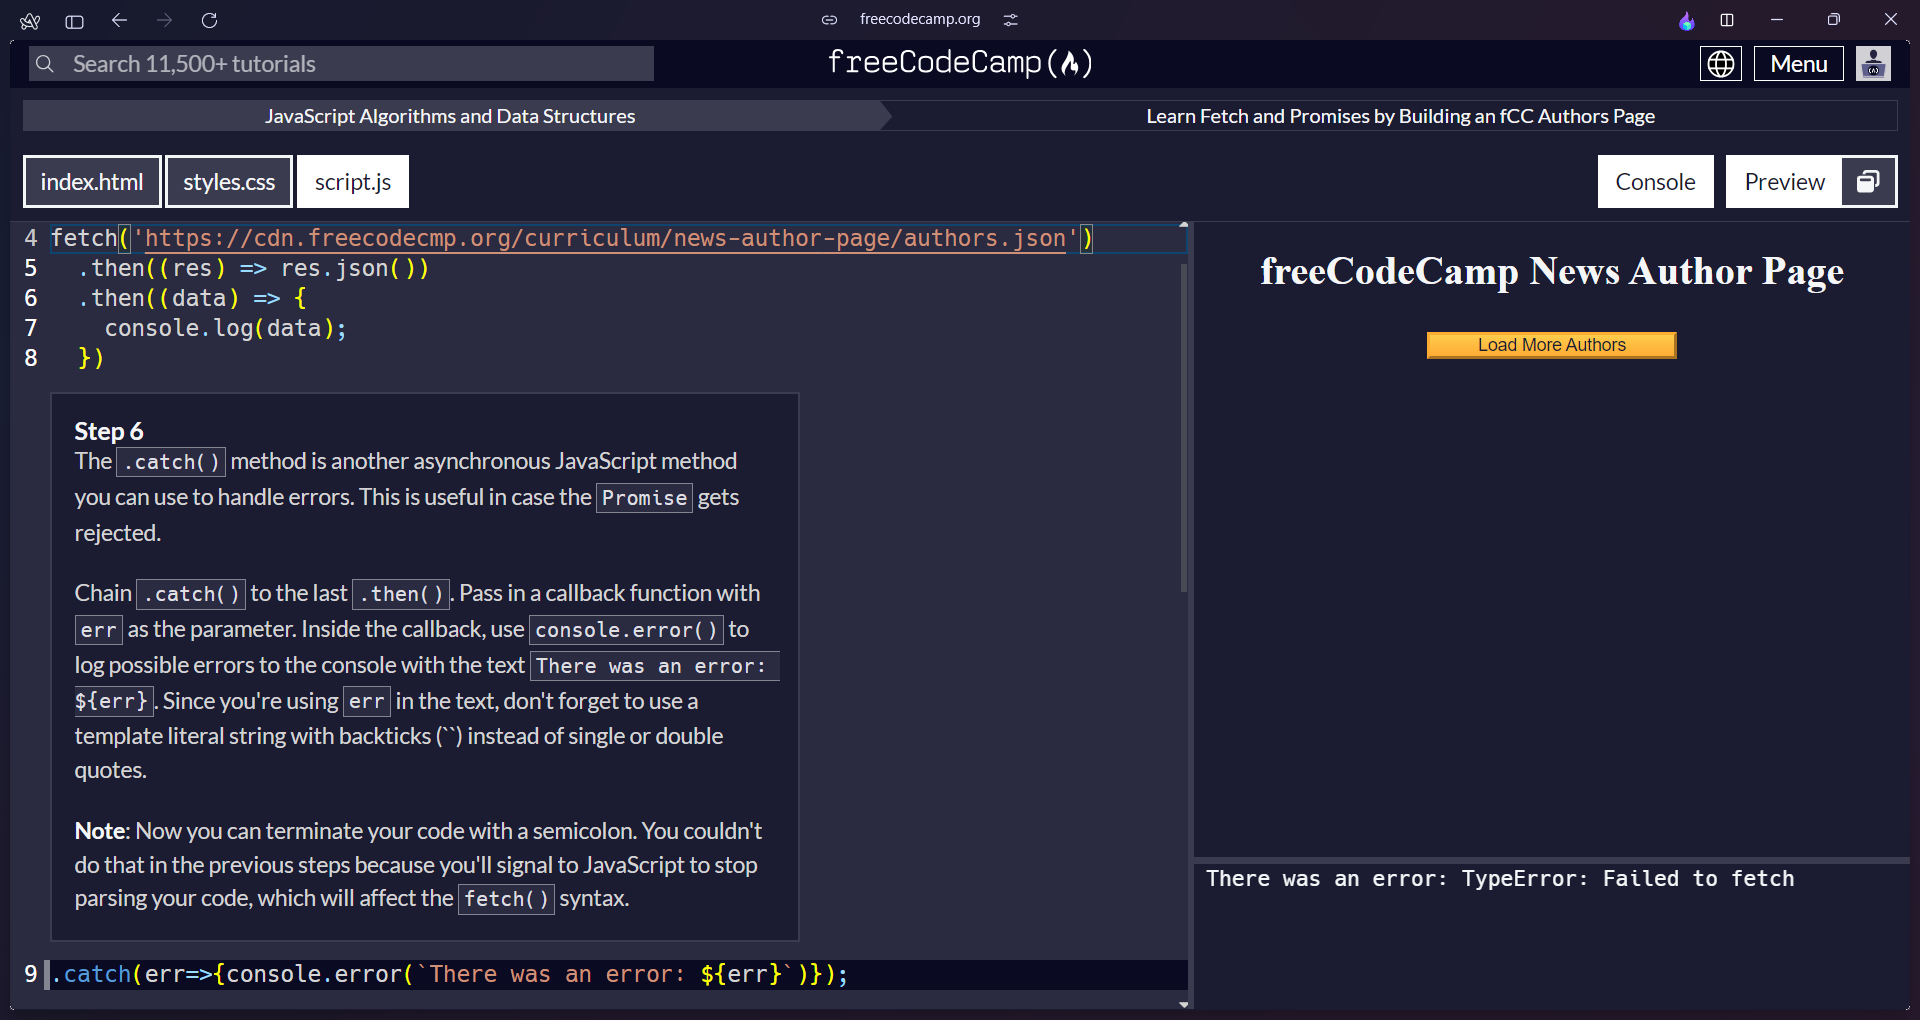 freecodecamp.org
Search 11,500+ tutorials
freeCodeCamp(🔥)
Menu
JavaScript Algorithms and Data Structures
Learn Fetch and Promises by Building an fCC Authors Page
index.html
styles.css
script.js
Console
Preview
4 fetch('https://cdn.freecodecmp.org/curriculum/news-author-page/authors.json')
5 .then((res) => res.json())
6 .then((data) => {
7 console.log(data);
8 })
Step 6
The .catch() method is another asynchronous JavaScript method
you can use to handle errors. This is useful in case the Promise gets
rejected.
Chain .catch() to the last .then(). Pass in a callback function with
err as the parameter. Inside the callback, use console.error() to
log possible errors to the console with the text There was an error:
${err}. Since you're using err in the text, don't forget to use a
template literal string with backticks (``) instead of single or double
quotes.
Note: Now you can terminate your code with a semicolon. You couldn't
do that in the previous steps because you'll signal to JavaScript to stop
parsing your code, which will affect the fetch() syntax.
9 .catch(err=>{console.error(`There was an error: ${err}`)});
freeCodeCamp News Author Page
Load More Authors
There was an error: TypeError: Failed to fetch